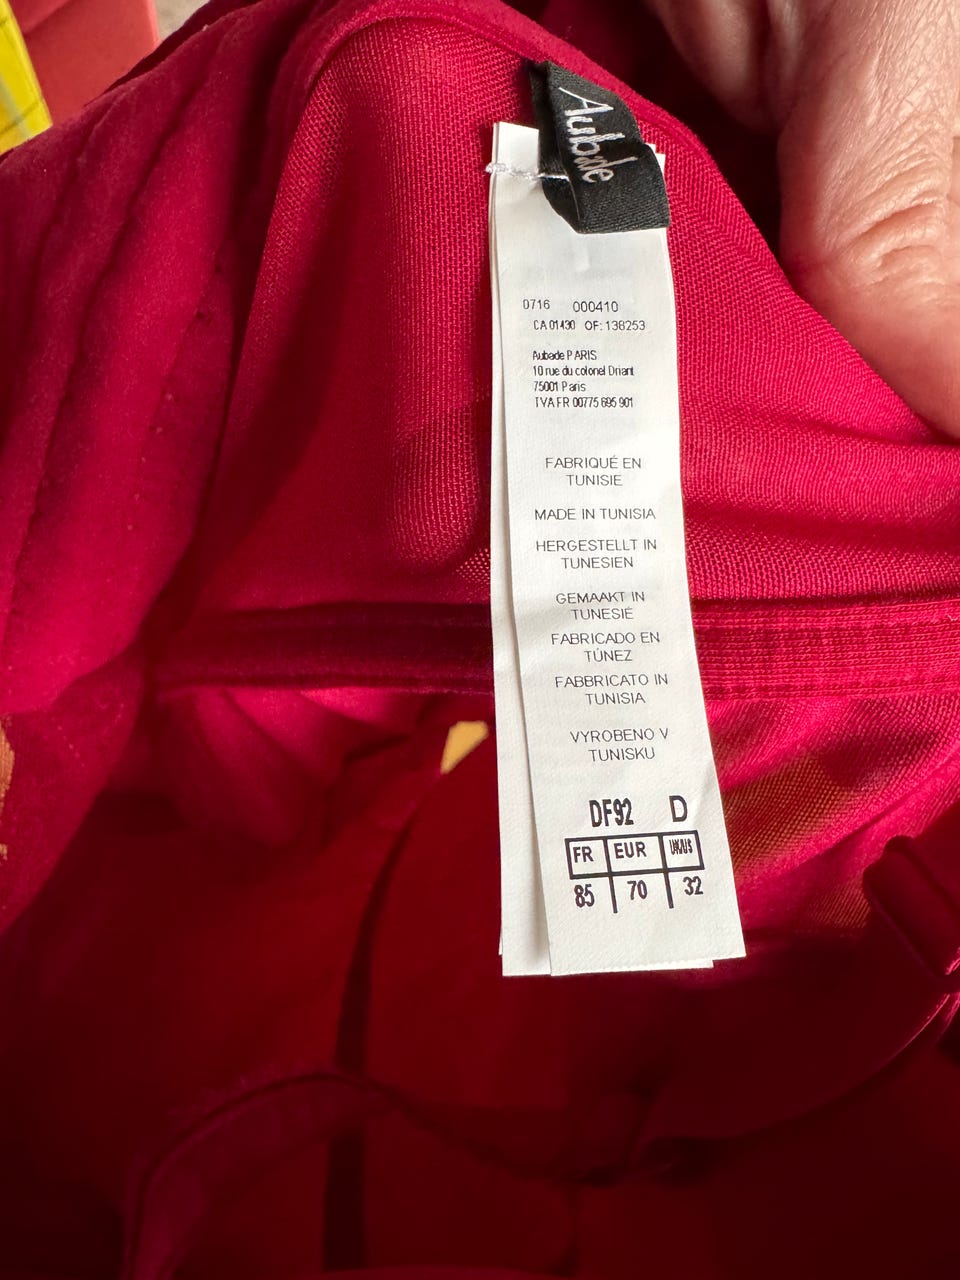 Aubade
0716 000410
CA 01430 OF: 138253
Aubade PARIS
10 rue du colonel Driant
75001 Paris
TVA FR 00775 695 901
FABRIQUÉ EN
TUNISIE
MADE IN TUNISIA
HERGESTELLT IN
TUNESIEN
GEMAAKT IN
TUNESIË
FABRICADO EN
TÚNEZ
FABBRICATO IN
TUNISIA
VYROBENO V
TUNISKU
DF92 D
FR EUR UK/US
85 70 32